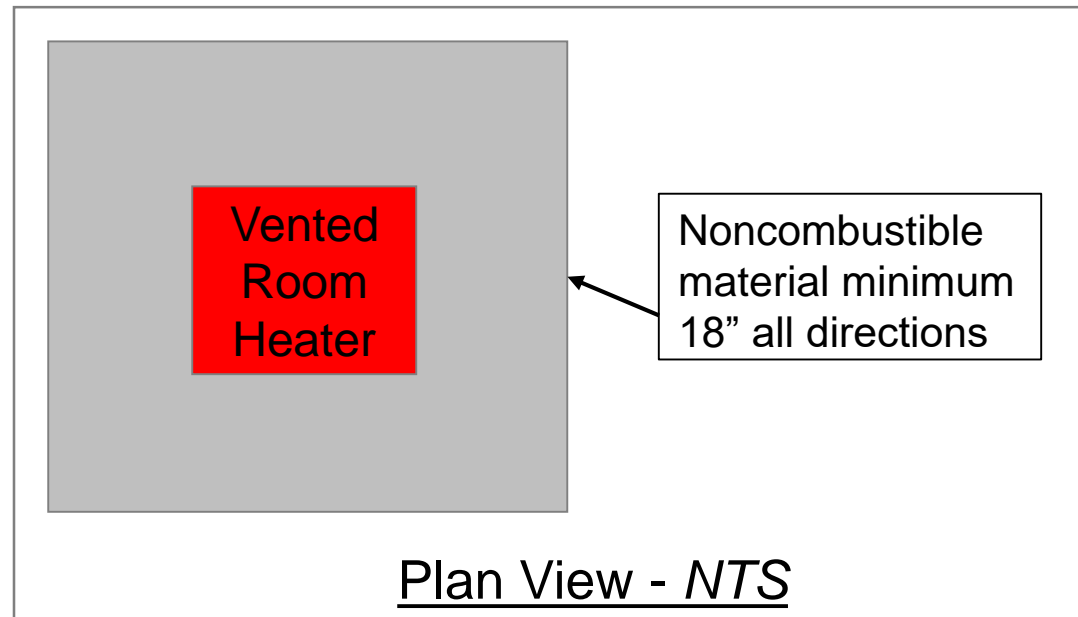 Vented
Room
Heater
Noncombustible
material minimum
18” all directions
Plan View - NTS